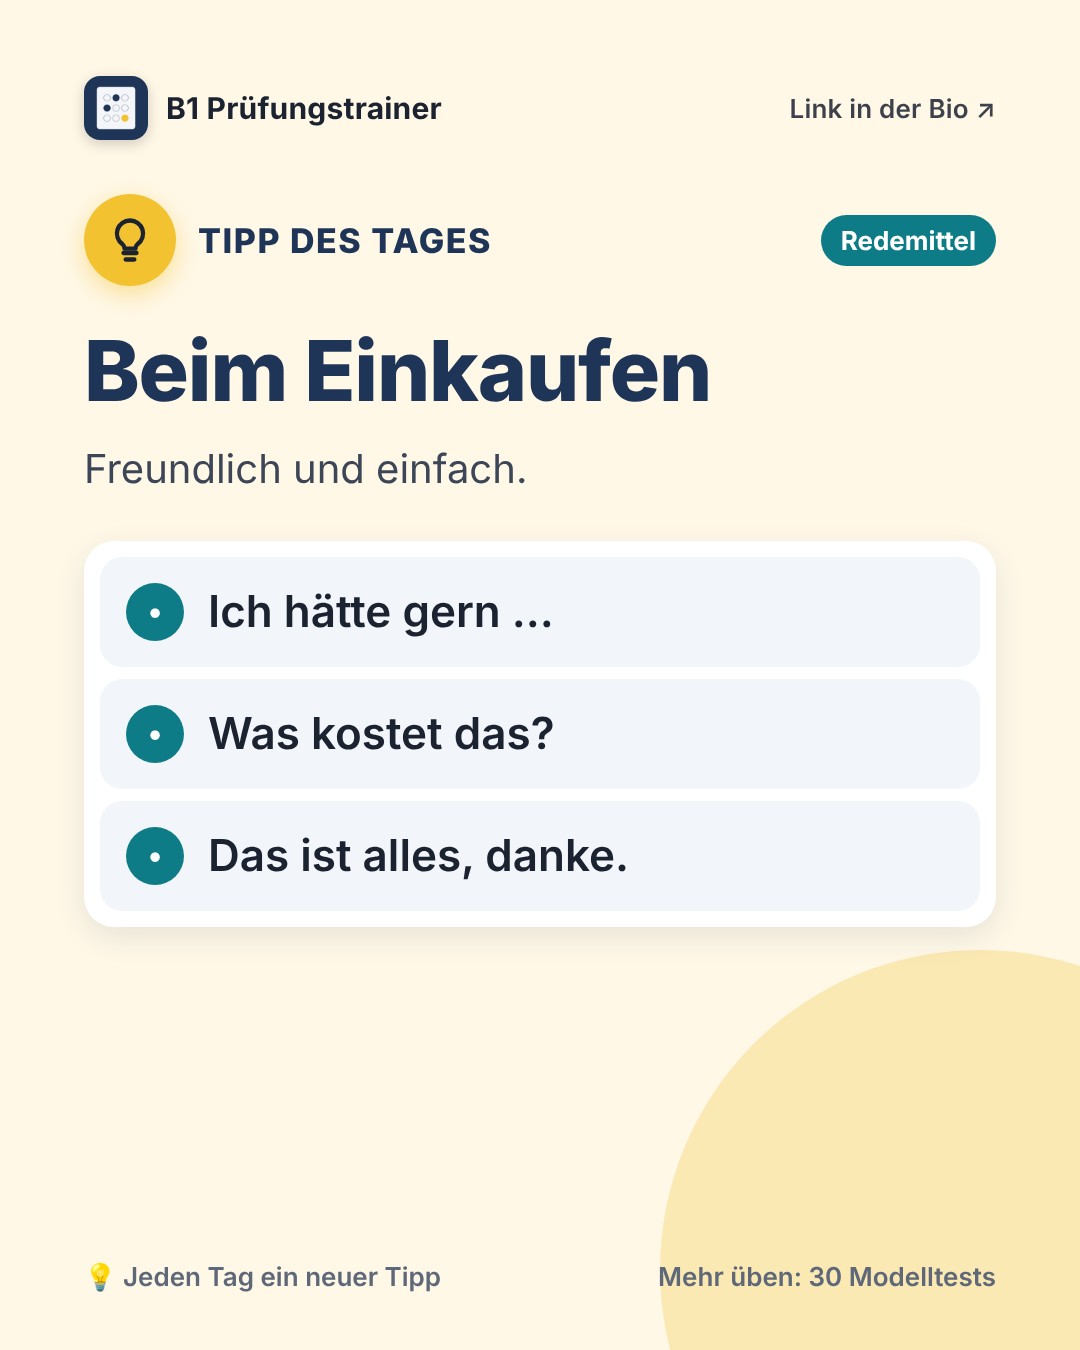 B1 Prüfungstrainer
Link in der Bio ↗
TIPP DES TAGES
Redemittel
Beim Einkaufen
Freundlich und einfach.
Ich hätte gern …
Was kostet das?
Das ist alles, danke.
💡 Jeden Tag ein neuer Tipp
Mehr üben: 30 Modelltests